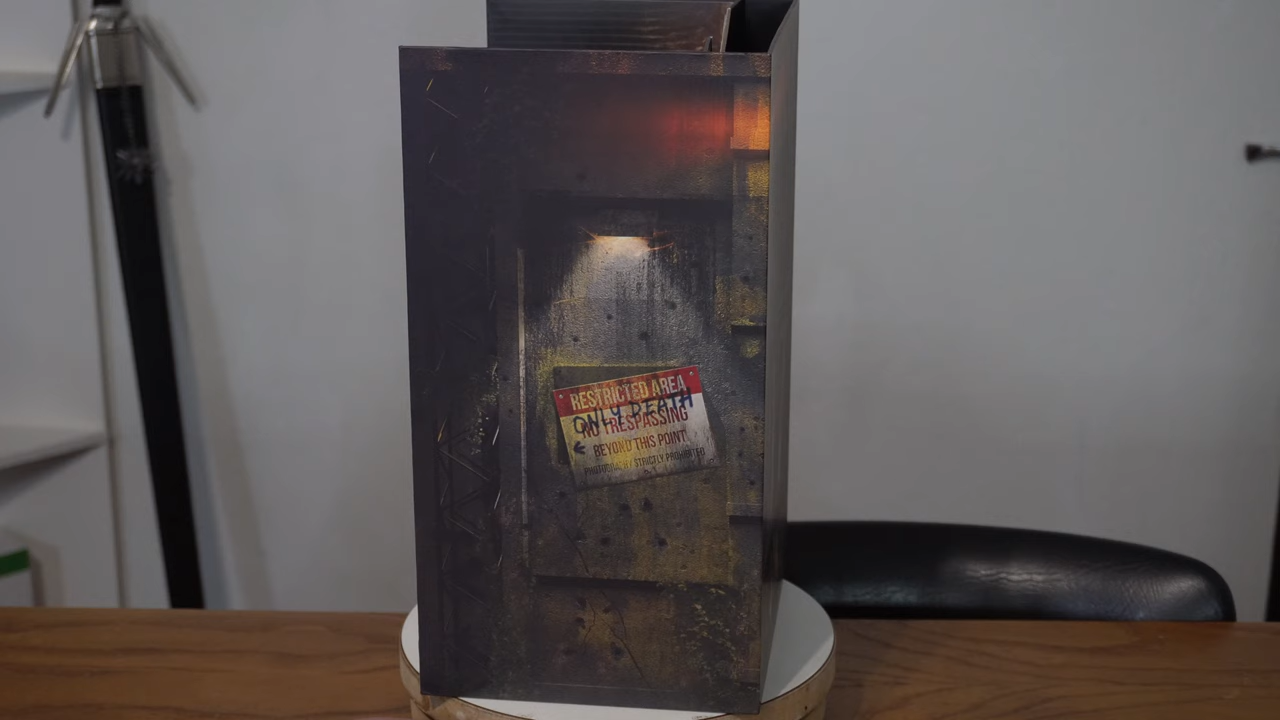 RESTRICTED AREA
ONLY DEATH
NO TRESPASSING
← BEYOND THIS POINT
STRICTLY PROHIBITED